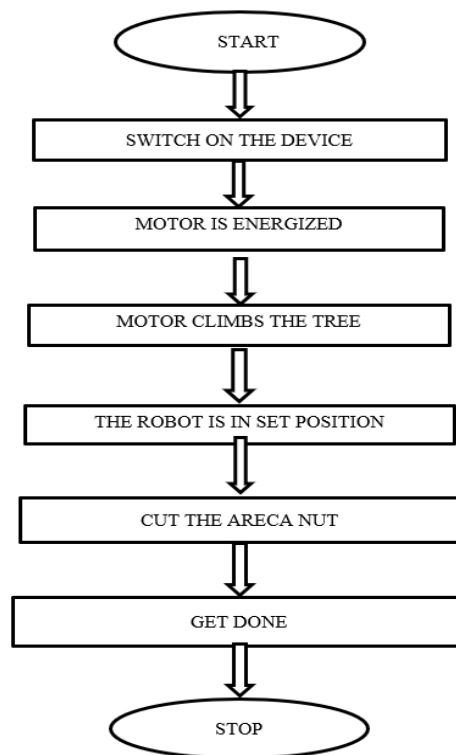 START
SWITCH ON THE DEVICE
MOTOR IS ENERGIZED
MOTOR CLIMBS THE TREE
THE ROBOT IS IN SET POSITION
CUT THE ARECA NUT
GET DONE
STOP